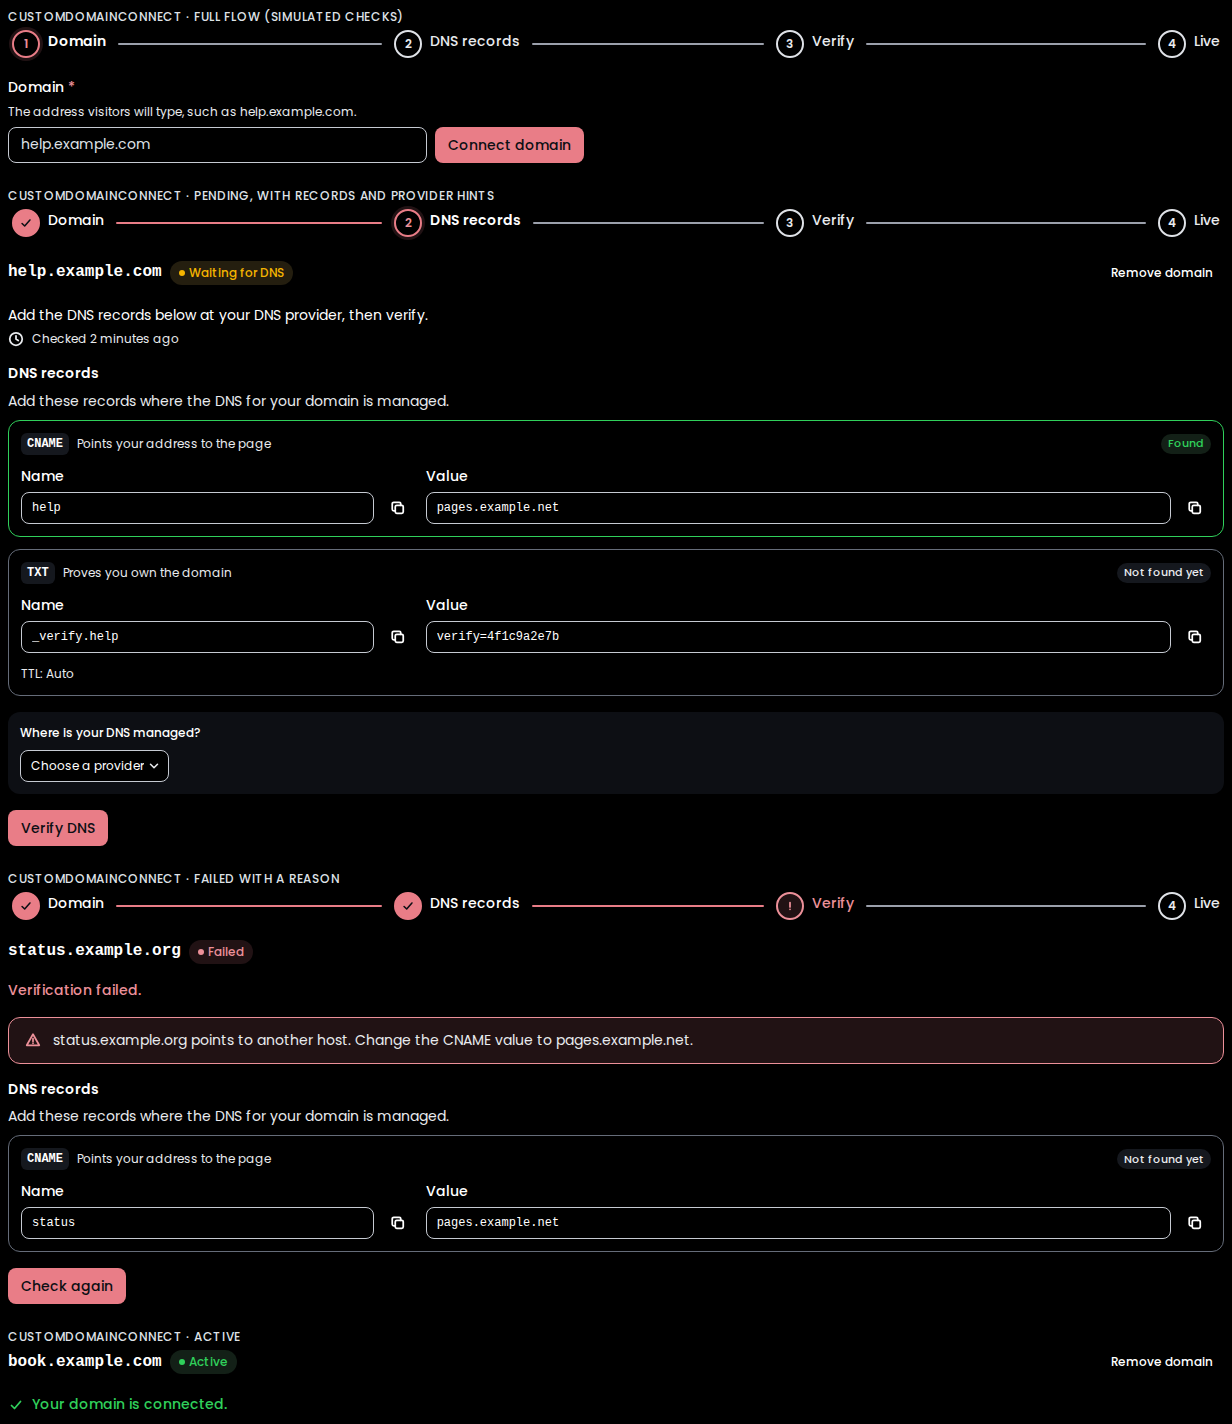 CUSTOMDOMAINCONNECT · FULL FLOW (SIMULATED CHECKS)
1 Domain 2 DNS records 3 Verify 4 Live
Domain *
The address visitors will type, such as help.example.com.
help.example.com Connect domain
CUSTOMDOMAINCONNECT · PENDING, WITH RECORDS AND PROVIDER HINTS
Domain 2 DNS records 3 Verify 4 Live
help.example.com Waiting for DNS Remove domain
Add the DNS records below at your DNS provider, then verify.
Checked 2 minutes ago
DNS records
Add these records where the DNS for your domain is managed.
CNAME Points your address to the page Found
Name Value
help pages.example.net
TXT Proves you own the domain Not found yet
Name Value
_verify.help verify=4f1c9a2e7b
TTL: Auto
Where is your DNS managed?
Choose a provider
Verify DNS
CUSTOMDOMAINCONNECT · FAILED WITH A REASON
Domain DNS records ! Verify 4 Live
status.example.org Failed
Verification failed.
status.example.org points to another host. Change the CNAME value to pages.example.net.
DNS records
Add these records where the DNS for your domain is managed.
CNAME Points your address to the page Not found yet
Name Value
status pages.example.net
Check again
CUSTOMDOMAINCONNECT · ACTIVE
book.example.com Active Remove domain
Your domain is connected.